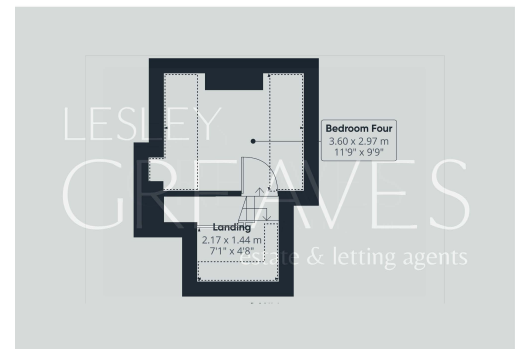 LESLEY
GREAVES
estate & letting agents
Bedroom Four
3.60 x 2.97 m
11'9" x 9'9"
Landing
2.17 x 1.44 m
7'1" x 4'8"